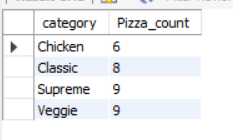 category Pizza_count
Chicken 6
Classic 8
Supreme 9
Veggie 9